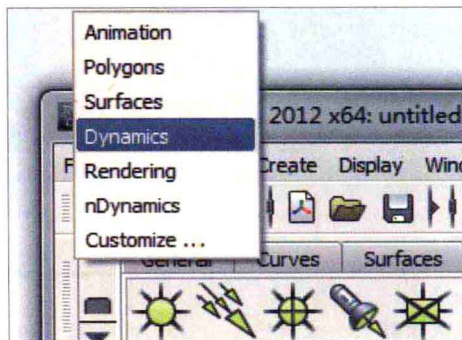 Animation
Polygons
Surfaces
2012 x64: untitled
Dynamics
Create Display
Rendering
nDynamics
Customize ...
General Curves Surfaces